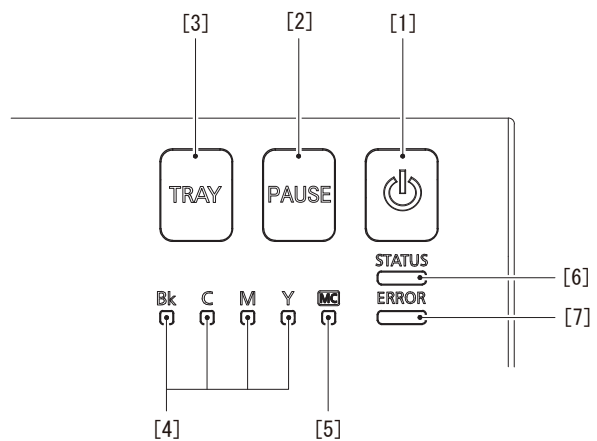 [3] [2] [1]
TRAY PAUSE
STATUS
[6]
Bk C M Y MC ERROR
[7]
[4] [5]